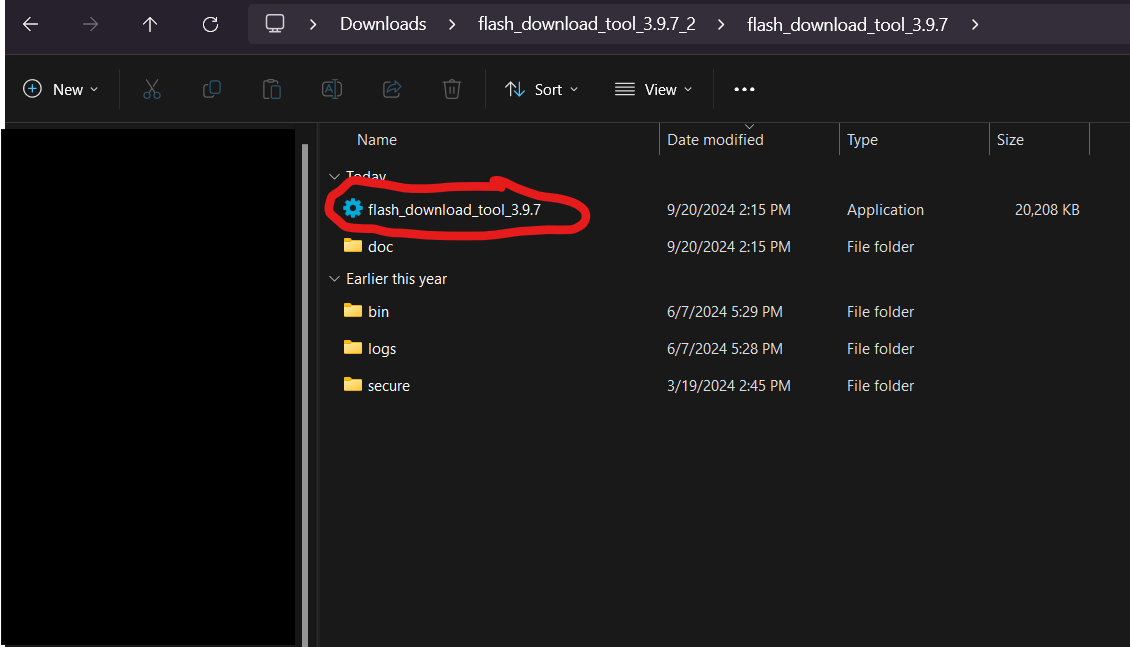 Downloads > flash_download_tool_3.9.7_2 > flash_download_tool_3.9.7 >
New Sort View
Name Date modified Type Size
Today
flash_download_tool_3.9.7 9/20/2024 2:15 PM Application 20,208 KB
doc 9/20/2024 2:15 PM File folder
Earlier this year
bin 6/7/2024 5:29 PM File folder
logs 6/7/2024 5:28 PM File folder
secure 3/19/2024 2:45 PM File folder